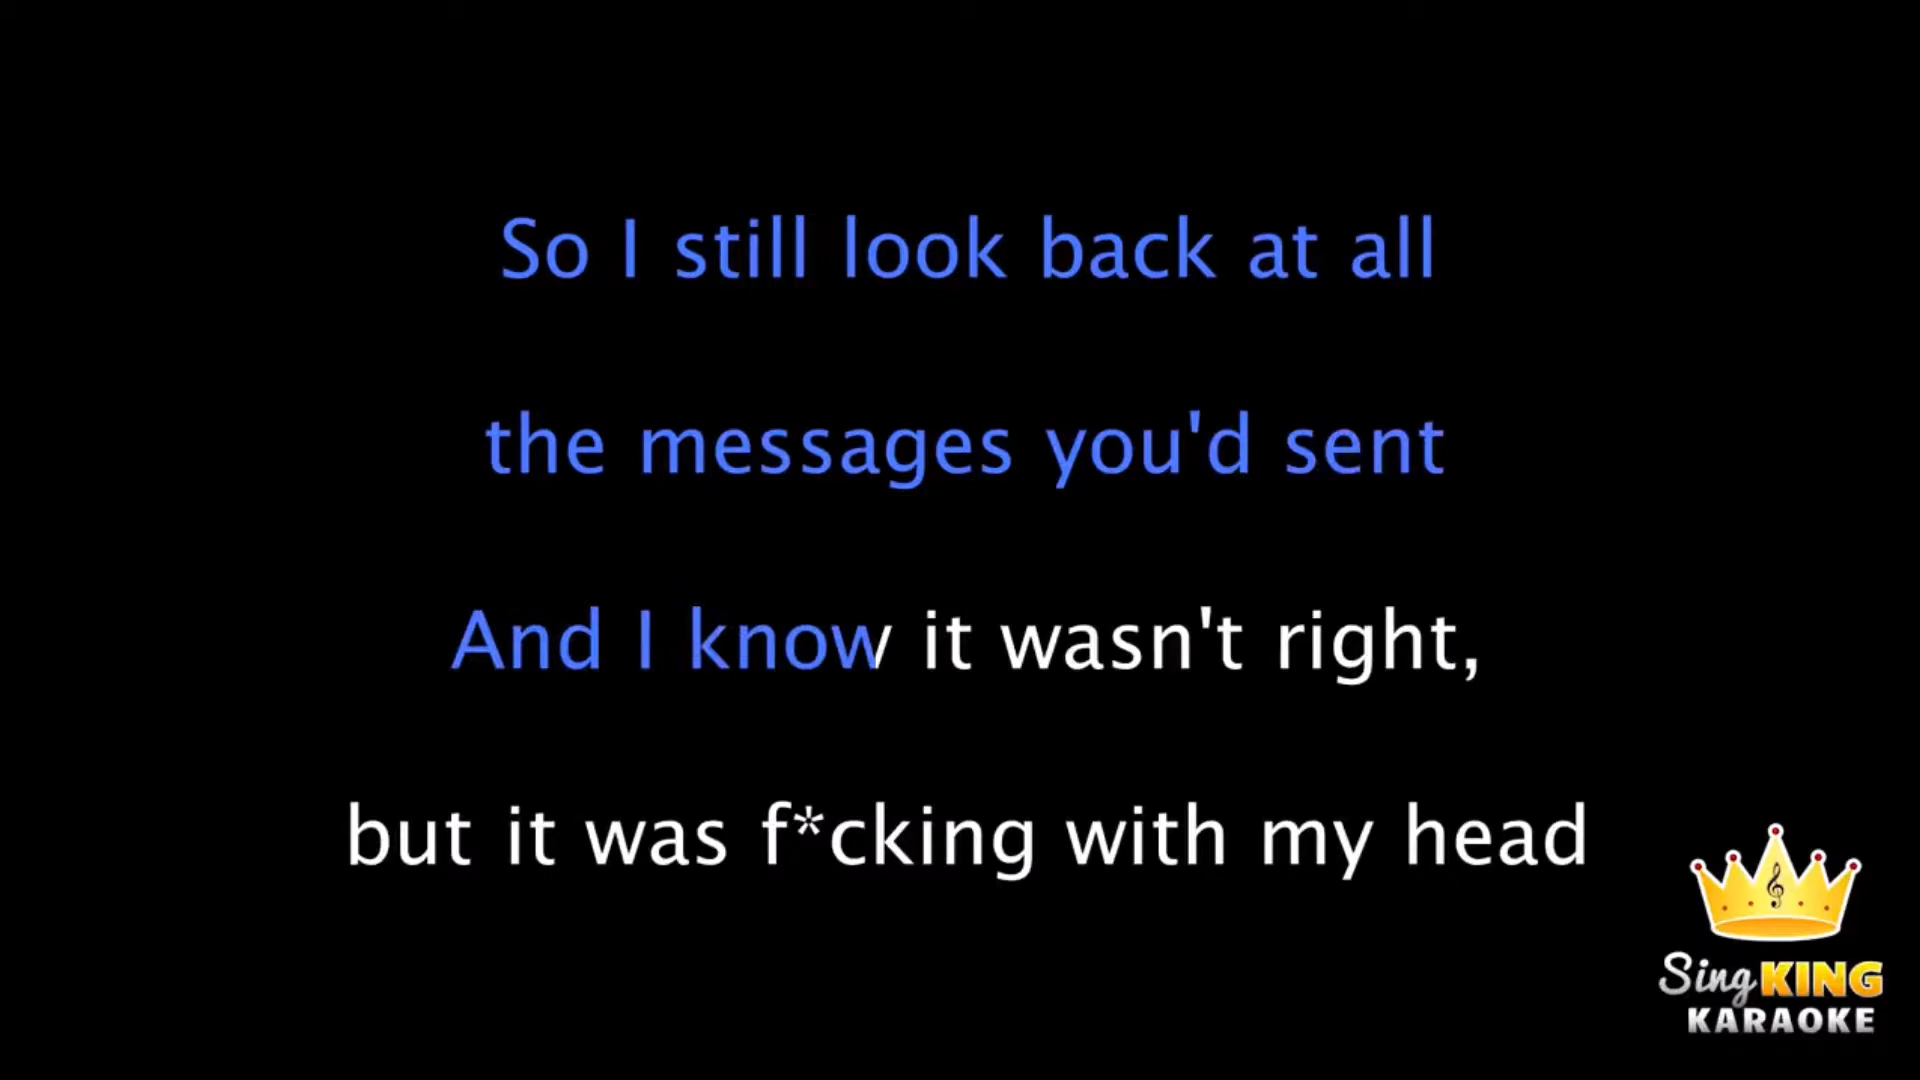 So I still look back at all
the messages you'd sent
And I know it wasn't right,
but it was f*cking with my head
Sing KING
KARAOKE